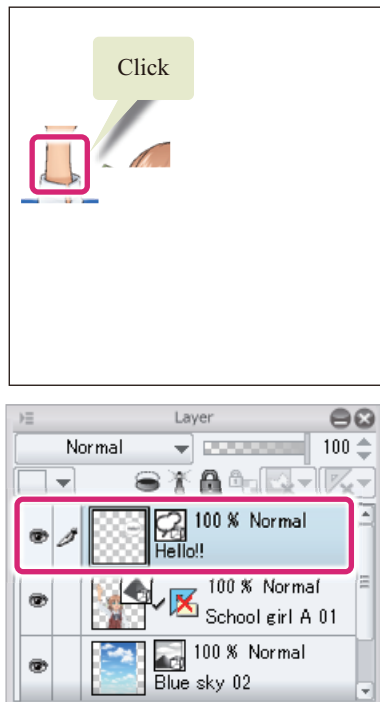 Click
Layer
Normal 100
100 % Normal
Hello!!
100 % Normal
School girl A 01
100 % Normal
Blue sky 02